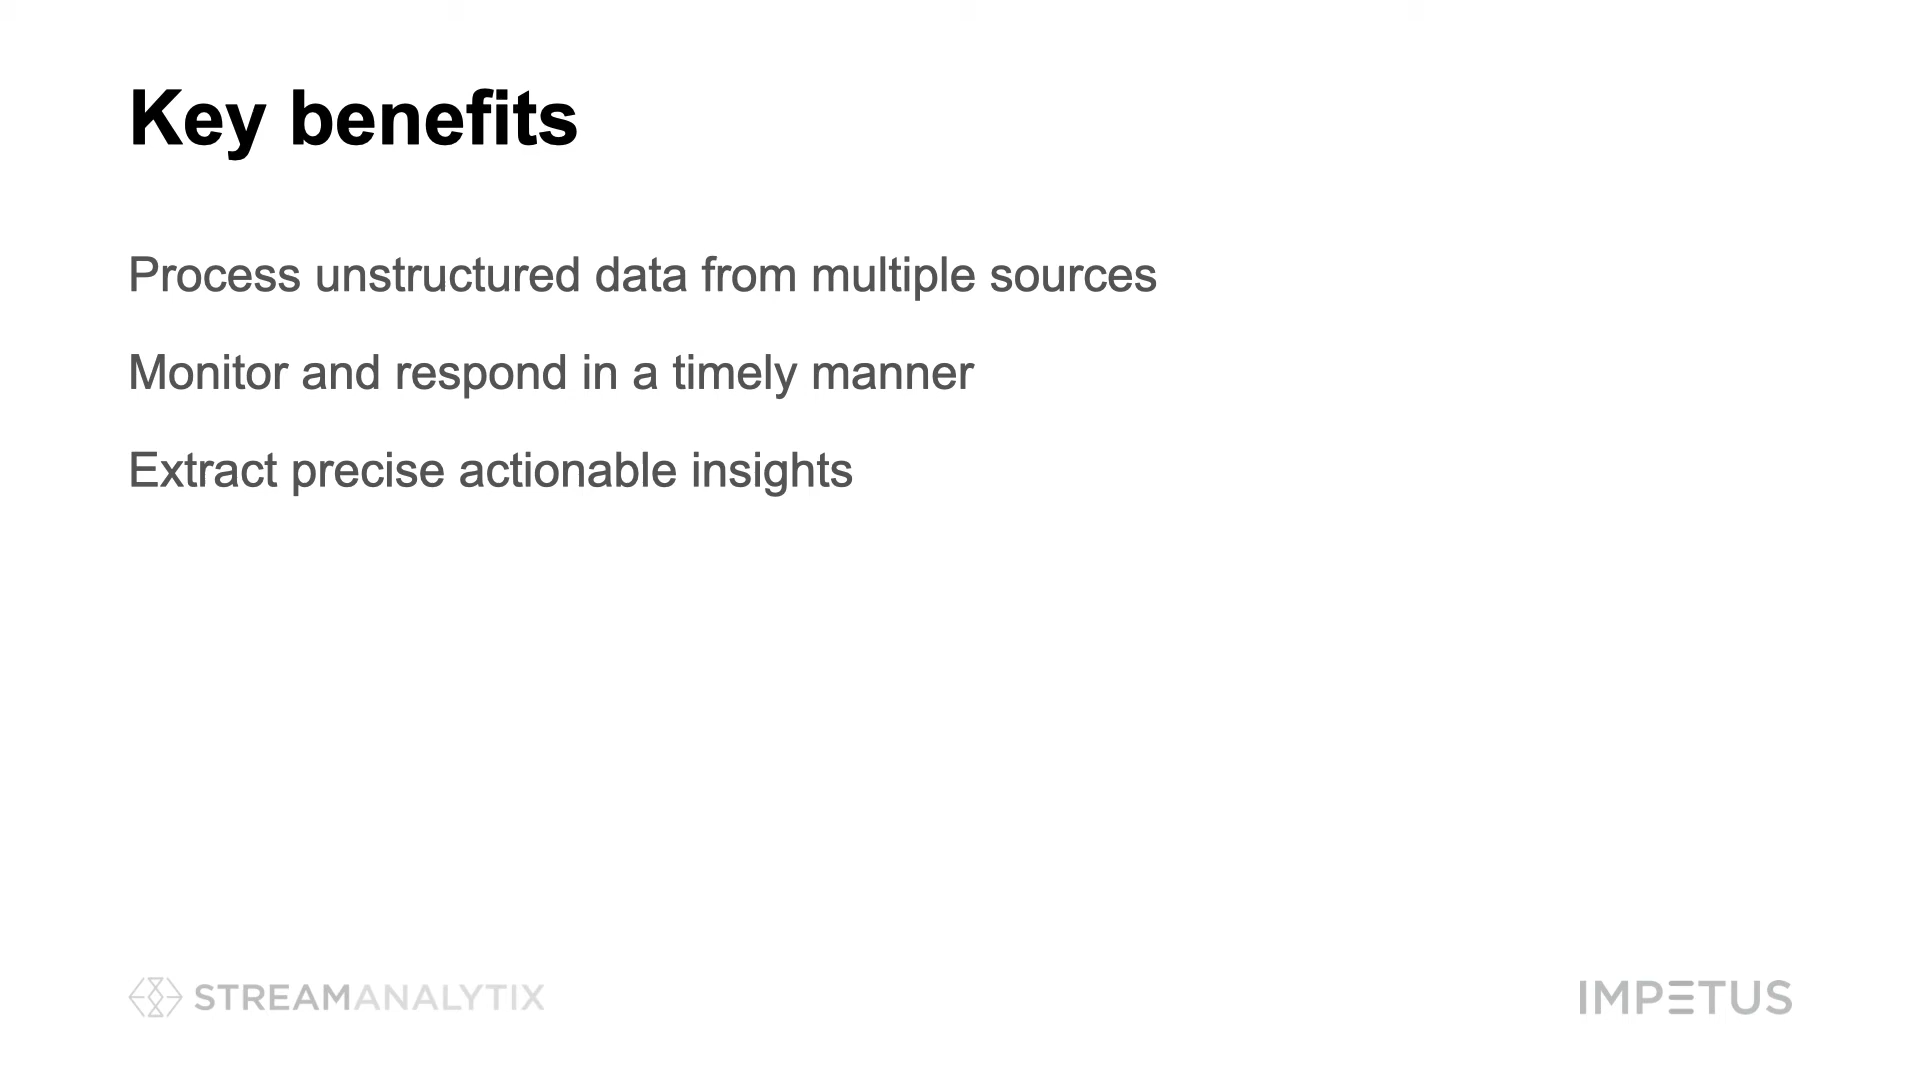 Key benefits
Process unstructured data from multiple sources
Monitor and respond in a timely manner
Extract precise actionable insights
STREAMANALYTIX
IMPETUS